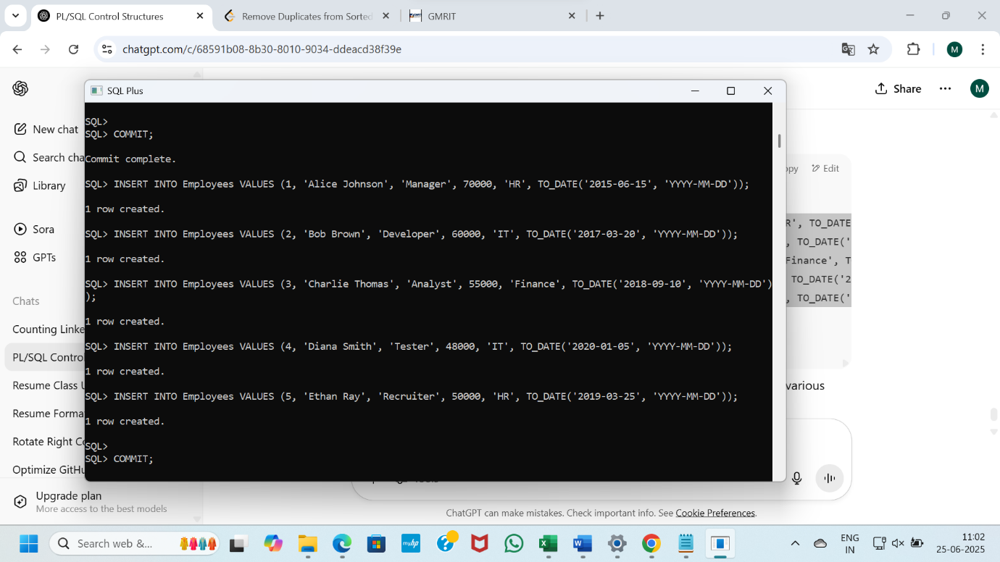 PL/SQL Control Structures
Remove Duplicates from Sorted
GMRIT
chatgpt.com/c/68591b08-8b30-8010-9034-ddeacd38f39e
M
SQL Plus
Share
M
New chat
Search cha
Library
Sora
GPTs
Chats
Counting Linke
PL/SQL Contro
Resume Class U
Resume Forma
Rotate Right Co
Optimize GitHu
Upgrade plan
More access to the best models
SQL>
SQL> COMMIT;
Commit complete.
SQL> INSERT INTO Employees VALUES (1, 'Alice Johnson', 'Manager', 70000, 'HR', TO_DATE('2015-06-15', 'YYYY-MM-DD'));
1 row created.
SQL> INSERT INTO Employees VALUES (2, 'Bob Brown', 'Developer', 60000, 'IT', TO_DATE('2017-03-20', 'YYYY-MM-DD'));
1 row created.
SQL> INSERT INTO Employees VALUES (3, 'Charlie Thomas', 'Analyst', 55000, 'Finance', TO_DATE('2018-09-10', 'YYYY-MM-DD')
);
1 row created.
SQL> INSERT INTO Employees VALUES (4, 'Diana Smith', 'Tester', 48000, 'IT', TO_DATE('2020-01-05', 'YYYY-MM-DD'));
1 row created.
SQL> INSERT INTO Employees VALUES (5, 'Ethan Ray', 'Recruiter', 50000, 'HR', TO_DATE('2019-03-25', 'YYYY-MM-DD'));
1 row created.
SQL>
SQL> COMMIT;
opy Edit
R', TO_DATE
, TO_DATE('
Finance', T
TO_DATE('2
, TO_DATE('
various
ChatGPT can make mistakes. Check important info. See Cookie Preferences.
Search web &...
myhp
ENG
IN
11:02
25-06-2025